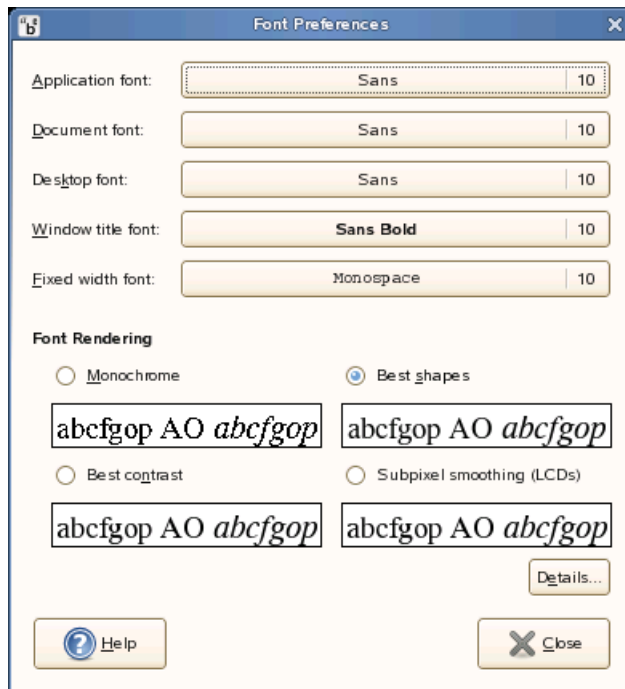 Font Preferences
Application font: Sans 10
Document font: Sans 10
Desktop font: Sans 10
Window title font: Sans Bold 10
Fixed width font: Monospace 10
Font Rendering
Monochrome Best shapes
abcfgop AO abcfgop abcfgop AO abcfgop
Best contrast Subpixel smoothing (LCDs)
abcfgop AO abcfgop abcfgop AO abcfgop
Details...
Help Close